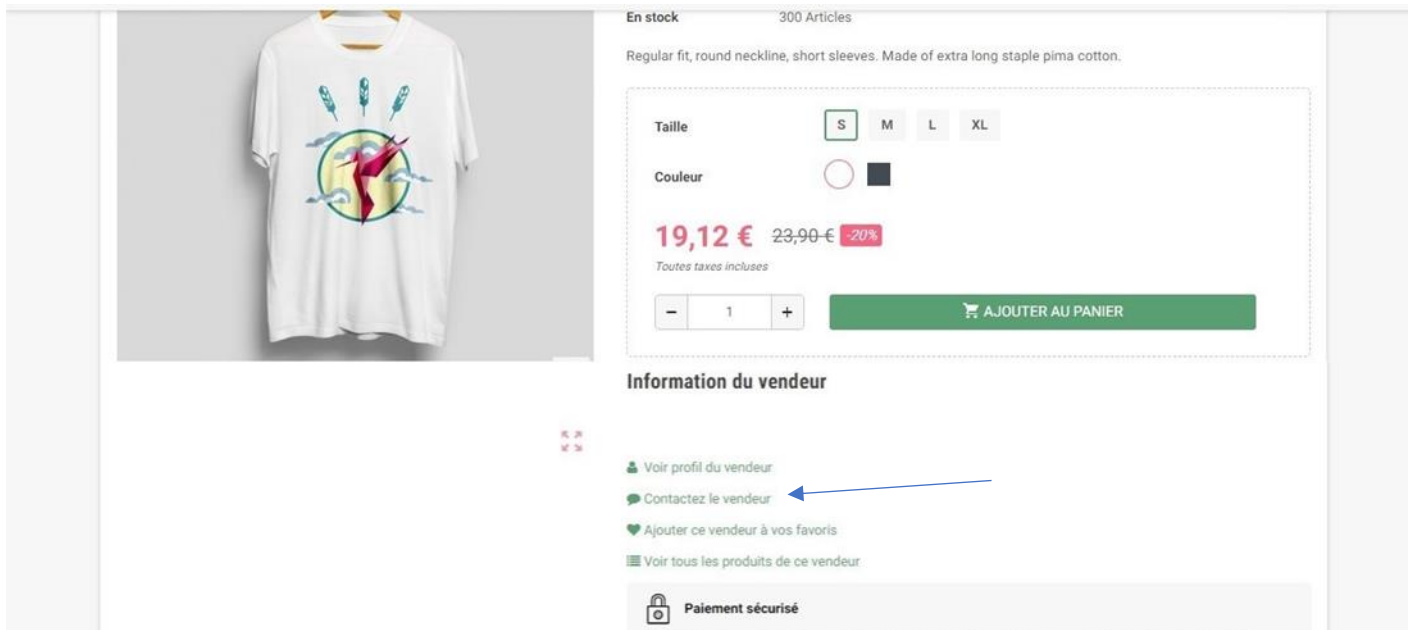 En stock 300 Articles
Regular fit, round neckline, short sleeves. Made of extra long staple pima cotton.
Taille S M L XL
Couleur
19,12 € 23,90 € -20%
Toutes taxes incluses
− 1 +
AJOUTER AU PANIER
Information du vendeur
Voir profil du vendeur
Contactez le vendeur
Ajouter ce vendeur à vos favoris
Voir tous les produits de ce vendeur
Paiement sécurisé